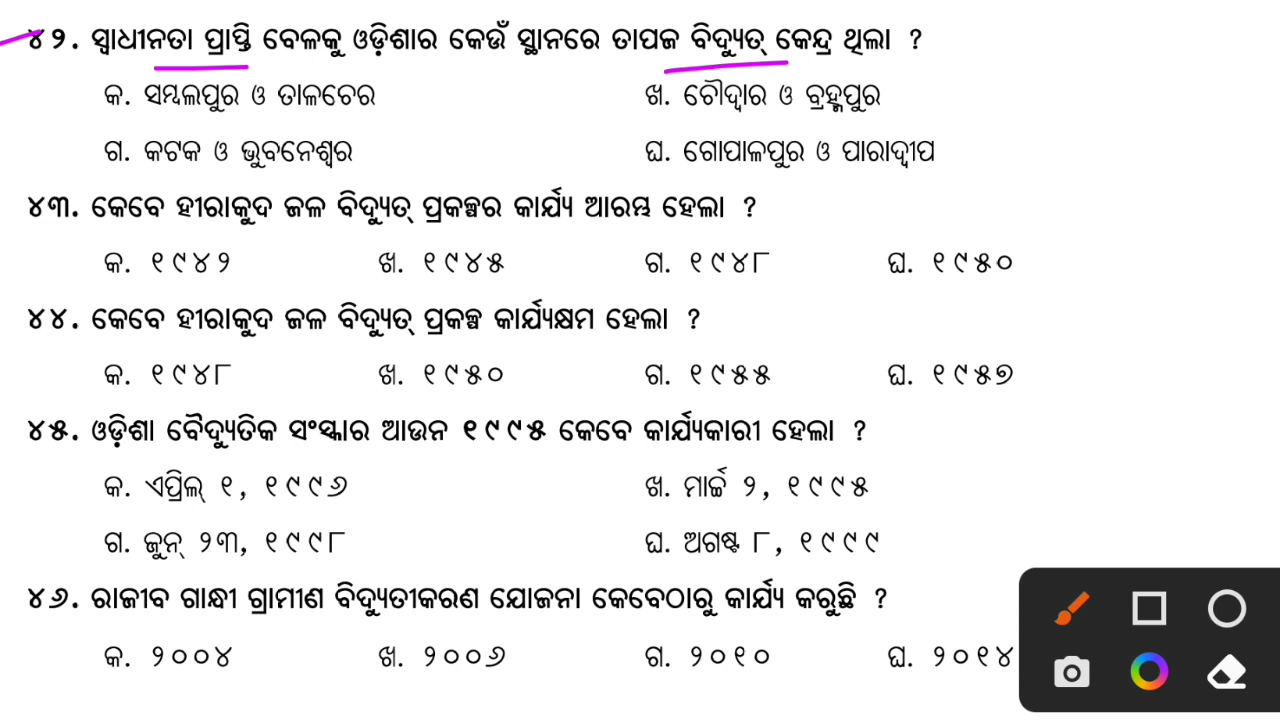 ୪୨. ସ୍ୱାଧୀନତା ପ୍ରାପ୍ତି ବେଳକୁ ଓଡ଼ିଶାର କେଉଁ ସ୍ଥାନରେ ତାପଜ ବିଦ୍ୟୁତ୍ କେନ୍ଦ୍ର ଥିଲା ?
କ. ସମ୍ବଲପୁର ଓ ତାଳଚେର ଖ. ଚୌଦ୍ୱାର ଓ ବ୍ରହ୍ମପୁର
ଗ. କଟକ ଓ ଭୁବନେଶ୍ୱର ଘ. ଗୋପାଳପୁର ଓ ପାରାଦ୍ୱୀପ
୪୩. କେବେ ହୀରାକୁଦ ଜଳ ବିଦ୍ୟୁତ୍ ପ୍ରକଳ୍ପର କାର୍ଯ୍ୟ ଆରମ୍ଭ ହେଲା ?
କ. ୧୯୪୨ ଖ. ୧୯୪୫ ଗ. ୧୯୪୮ ଘ. ୧୯୫୦
୪୪. କେବେ ହୀରାକୁଦ ଜଳ ବିଦ୍ୟୁତ୍ ପ୍ରକଳ୍ପ କାର୍ଯ୍ୟକ୍ଷମ ହେଲା ?
କ. ୧୯୪୮ ଖ. ୧୯୫୦ ଗ. ୧୯୫୫ ଘ. ୧୯୫୭
୪୫. ଓଡ଼ିଶା ବୈଦ୍ୟୁତିକ ସଂସ୍କାର ଆଇନ ୧୯୯୫ କେବେ କାର୍ଯ୍ୟକାରୀ ହେଲା ?
କ. ଏପ୍ରିଲ୍ ୧, ୧୯୯୬ ଖ. ମାର୍ଚ୍ଚ ୨, ୧୯୯୫
ଗ. ଜୁନ୍ ୨୩, ୧୯୯୮ ଘ. ଅଗଷ୍ଟ ୮, ୧୯୯୯
୪୬. ରାଜୀବ ଗାନ୍ଧୀ ଗ୍ରାମୀଣ ବିଦ୍ୟୁତୀକରଣ ଯୋଜନା କେବେଠାରୁ କାର୍ଯ୍ୟ କରୁଛି ?
କ. ୨୦୦୪ ଖ. ୨୦୦୬ ଗ. ୨୦୧୦ ଘ. ୨୦୧୪